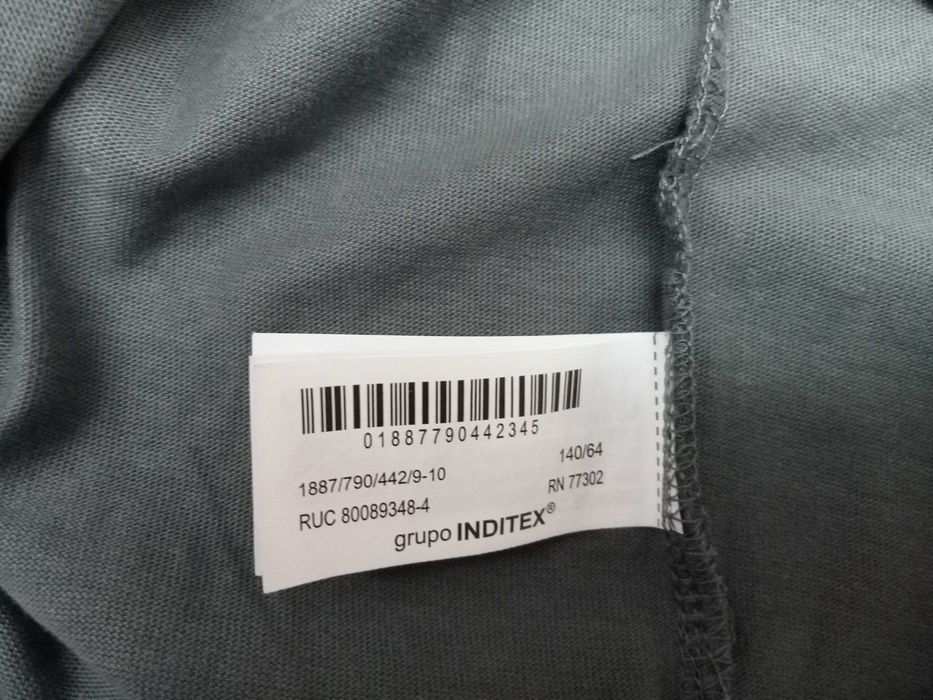 01887790442345
1887/790/442/9-10 140/64
RUC 80089348-4 RN 77302
grupo INDITEX®